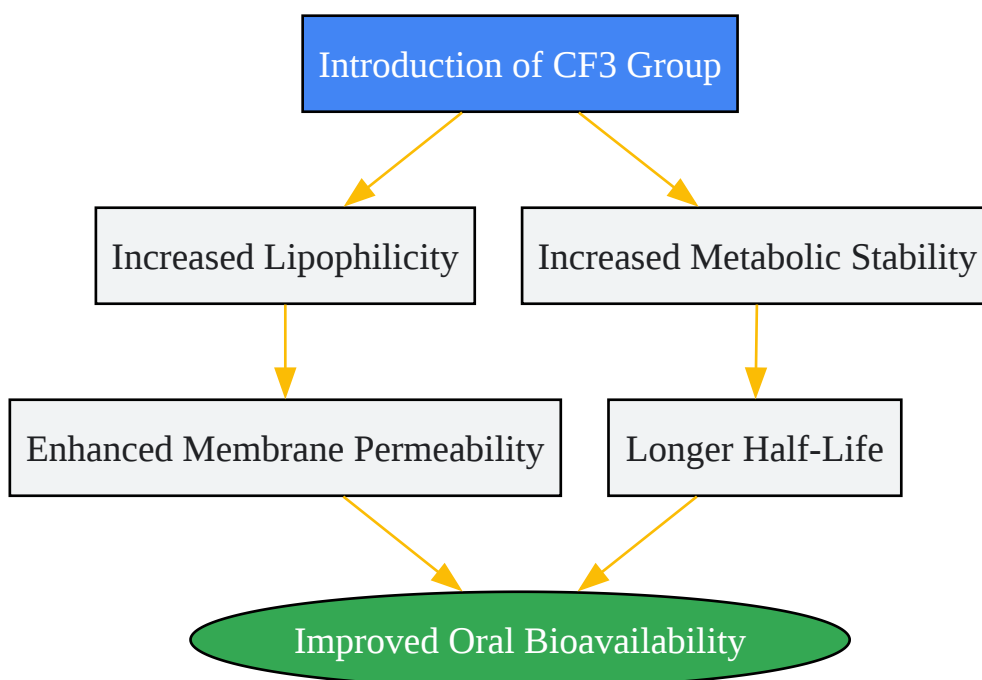 Introduction of CF3 Group
Increased Lipophilicity
Increased Metabolic Stability
Enhanced Membrane Permeability
Longer Half-Life
Improved Oral Bioavailability